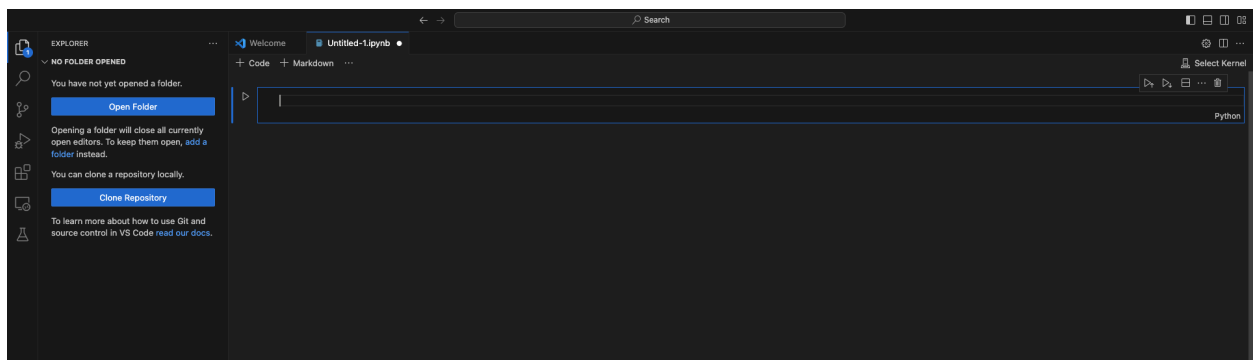 Search
EXPLORER
NO FOLDER OPENED
You have not yet opened a folder.
Open Folder
Opening a folder will close all currently
open editors. To keep them open, add a
folder instead.
You can clone a repository locally.
Clone Repository
To learn more about how to use Git and
source control in VS Code read our docs.
Welcome
Untitled-1.ipynb
+ Code + Markdown ...
Select Kernel
Python
1